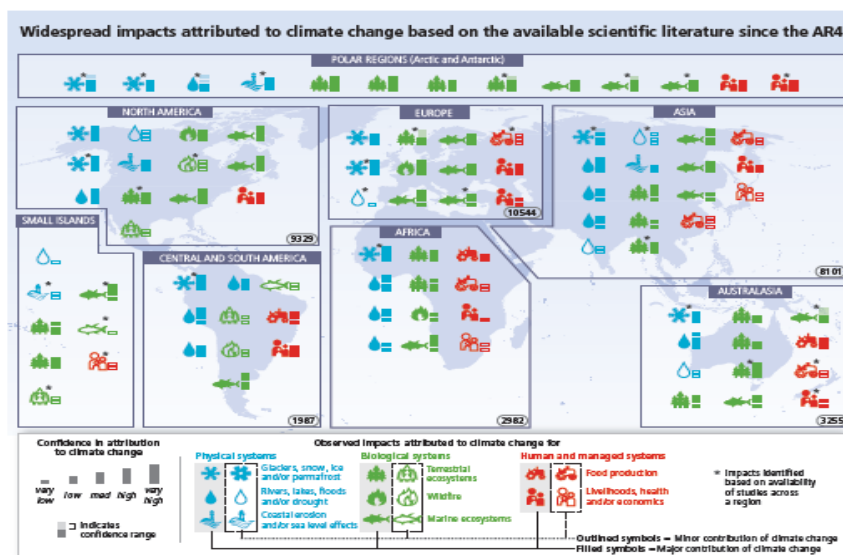 Widespread impacts attributed to climate change based on the available scientific literature since the AR4
POLAR REGIONS (Arctic and Antarctic)
NORTH AMERICA
EUROPE
ASIA
9329
10544
8101
SMALL ISLANDS
CENTRAL AND SOUTH AMERICA
AFRICA
AUSTRALASIA
1987
2982
3255
Confidence in attribution
to climate change
very
low
low
med
high
very
high
indicates
confidence range
Observed impacts attributed to climate change for
Physical systems
Glaciers, snow, ice
and/or permafrost
Rivers, lakes, floods
and/or drought
Coastal erosion
and/or sea level effects
Biological systems
Terrestrial
ecosystems
Wildfire
Marine ecosystems
Human and managed systems
Food production
Livelihoods, health
and/or economics
* Impacts identified
based on availability
of studies across
a region
Outlined symbols = Minor contribution of climate change
Filled symbols = Major contribution of climate change